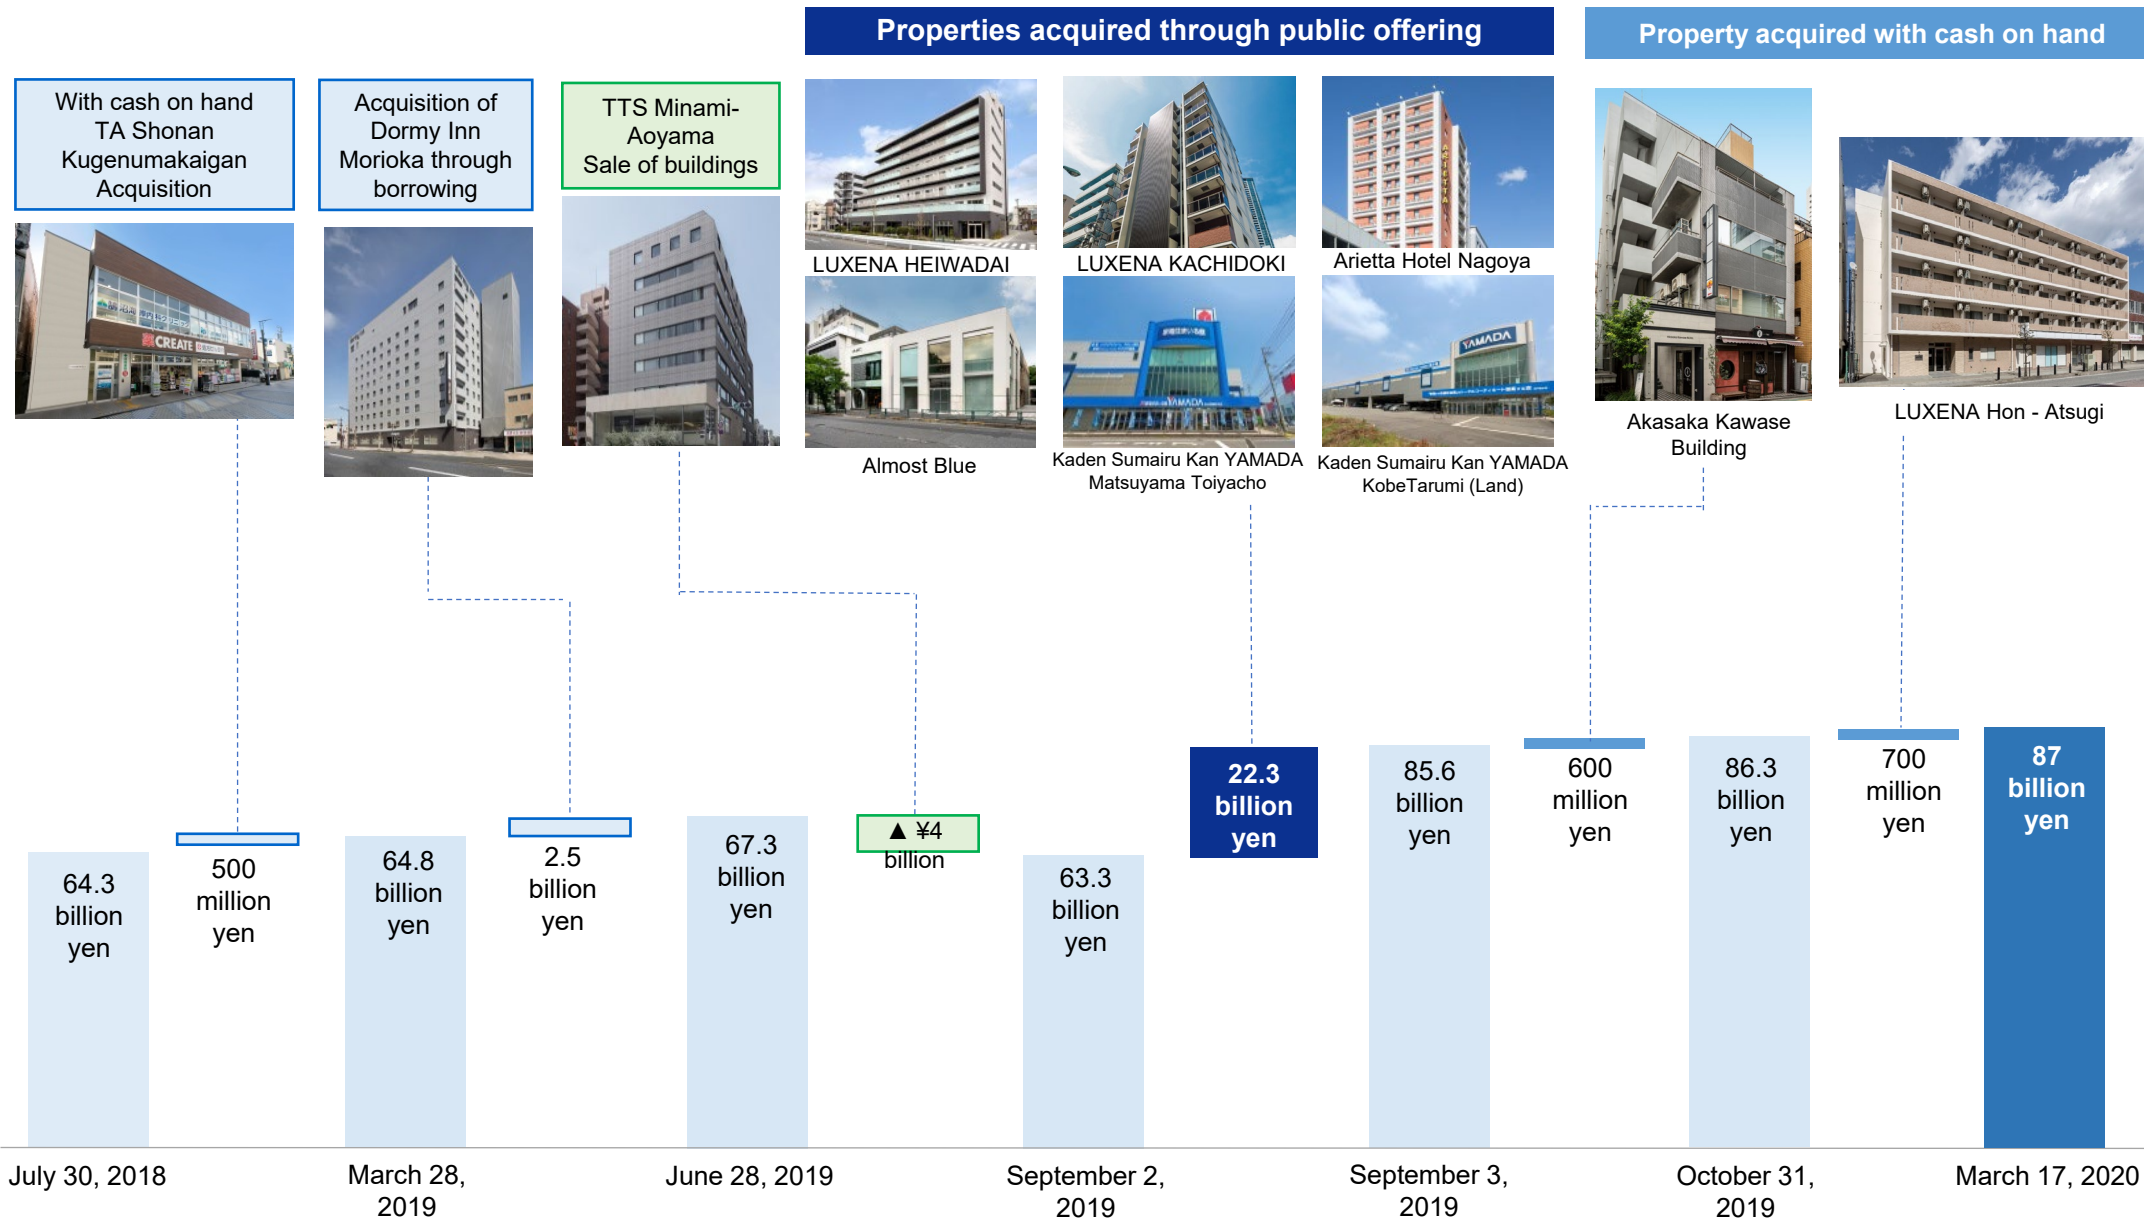 Properties acquired through public offering
Property acquired with cash on hand
With cash on hand
TA Shonan
Kugenumakaigan
Acquisition
Acquisition of
Dormy Inn
Morioka through
borrowing
TTS Minami-
Aoyama
Sale of buildings
CREATE
LUXENA HEIWADAI
LUXENA KACHIDOKI
ARIETTA
Arietta Hotel Nagoya
Almost Blue
YAMADA
Kaden Sumairu Kan YAMADA
Matsuyama Toiyacho
YAMADA
Kaden Sumairu Kan YAMADA
KobeTarumi (Land)
Akasaka Kawase
Building
LUXENA Hon - Atsugi
64.3
billion
yen
500
million
yen
64.8
billion
yen
2.5
billion
yen
67.3
billion
yen
▲ ¥4
billion
63.3
billion
yen
22.3
billion
yen
85.6
billion
yen
600
million
yen
86.3
billion
yen
700
million
yen
87
billion
yen
July 30, 2018
March 28,
2019
June 28, 2019
September 2,
2019
September 3,
2019
October 31,
2019
March 17, 2020